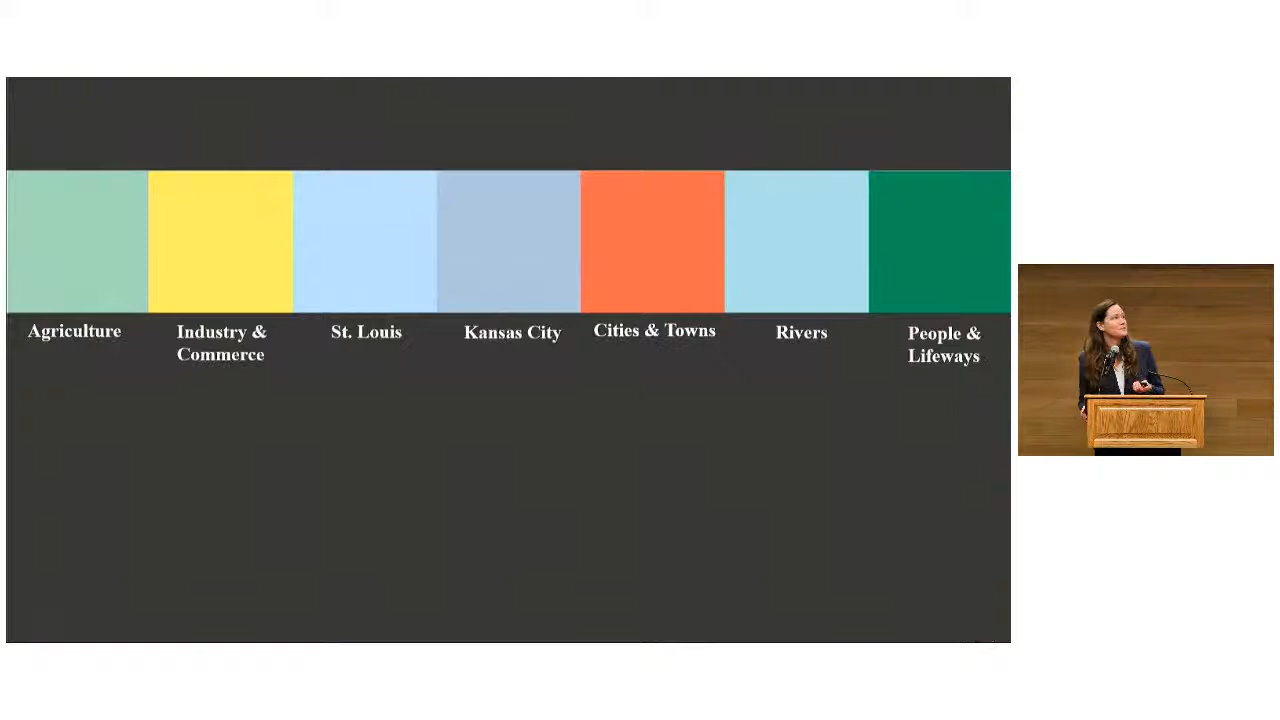 Agriculture
Industry &
Commerce
St. Louis
Kansas City
Cities & Towns
Rivers
People &
Lifeways